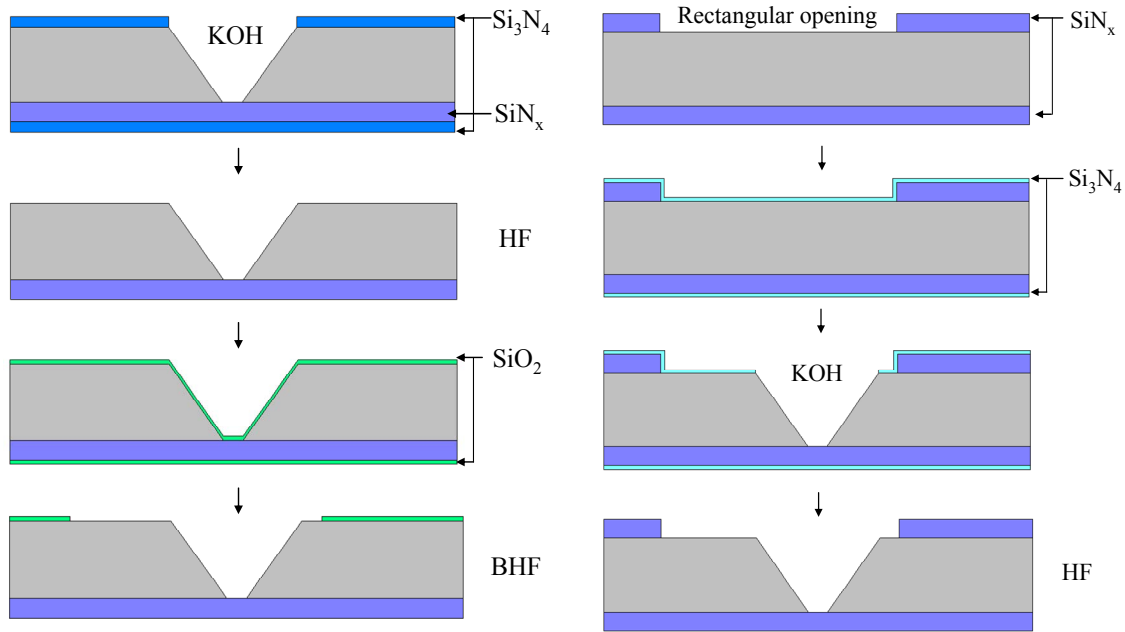 Si₃N₄
KOH
SiNₓ
HF
SiO₂
BHF
Rectangular opening
SiNₓ
Si₃N₄
KOH
HF